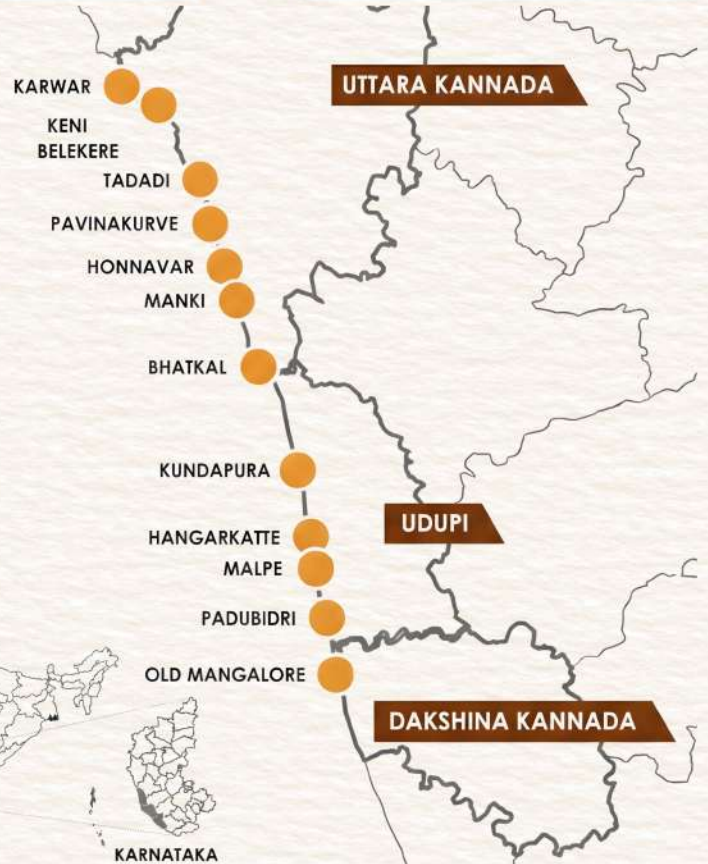 KARWAR
UTTARA KANNADA
KENI
BELEKERE
TADADI
PAVINAKURVE
HONNAVAR
MANKI
BHATKAL
KUNDAPURA
HANGARKATTE
UDUPI
MALPE
PADUBIDRI
OLD MANGALORE
DAKSHINA KANNADA
KARNATAKA